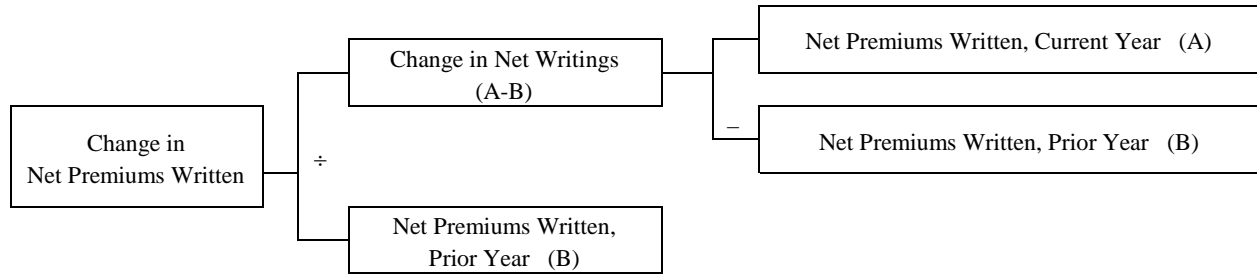 Change in
Net Premiums Written
÷
Change in Net Writings
(A-B)
Net Premiums Written,
Prior Year (B)
–
Net Premiums Written, Current Year (A)
Net Premiums Written, Prior Year (B)